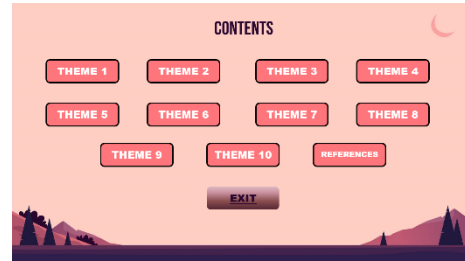 CONTENTS
THEME 1 THEME 2 THEME 3 THEME 4
THEME 5 THEME 6 THEME 7 THEME 8
THEME 9 THEME 10 REFERENCES
EXIT